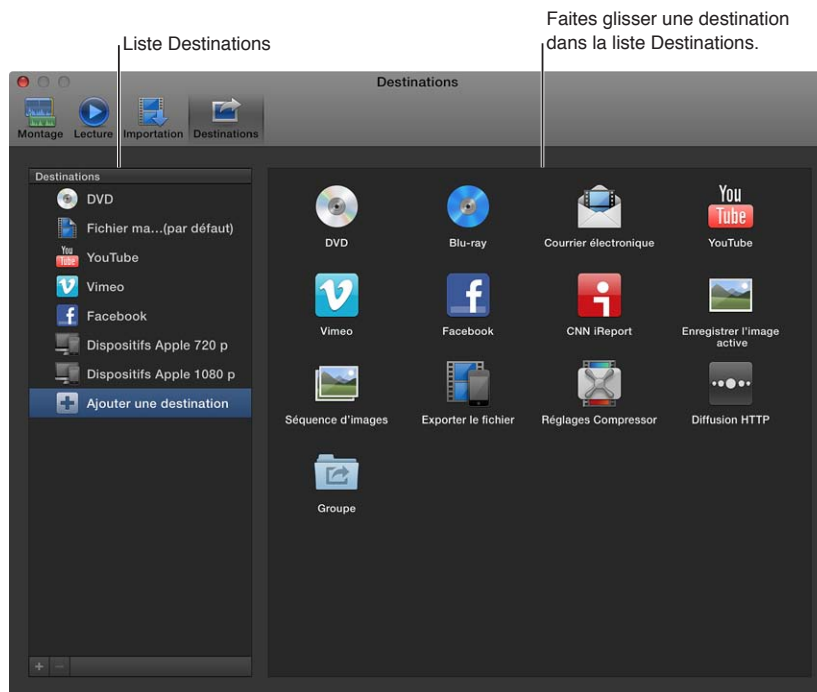 Faites glisser une destination
dans la liste Destinations.
Liste Destinations
Destinations
Montage Lecture Importation Destinations
Destinations
DVD
Fichier ma...(par défaut)
You
Tube
YouTube
Vimeo
Facebook
Dispositifs Apple 720 p
Dispositifs Apple 1080 p
Ajouter une destination
You
Tube
DVD Blu-ray Courrier électronique YouTube
Vimeo Facebook CNN iReport Enregistrer l'image
active
Séquence d'images Exporter le fichier Réglages Compressor Diffusion HTTP
Groupe